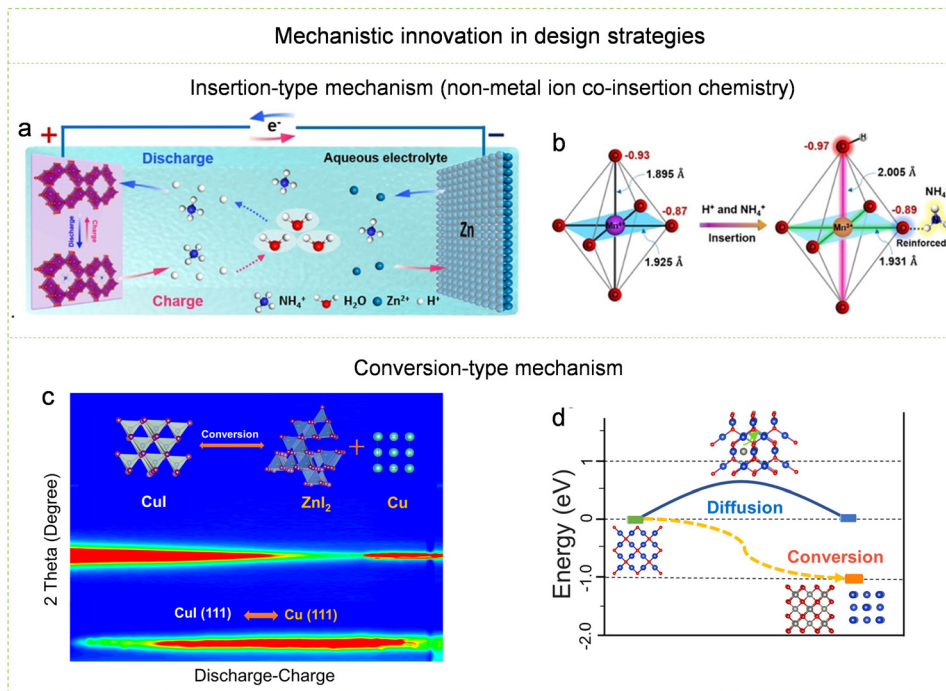 Mechanistic innovation in design strategies
Insertion-type mechanism (non-metal ion co-insertion chemistry)
a
+
e⁻
−
Discharge
Aqueous electrolyte
Discharge
Charge
Zn
Charge
NH₄⁺
H₂O
Zn²⁺
H⁺
b
-0.93
1.895 Å
-0.87
1.925 Å
H⁺ and NH₄⁺
Insertion
H
-0.97
2.005 Å
NH₄
-0.89
Reinforced
1.931 Å
Conversion-type mechanism
c
2 Theta (Degree)
Conversion
+
CuI
ZnI₂
Cu
CuI (111)
Cu (111)
Discharge-Charge
d
Energy (eV)
1
0
-1.0
-2.0
Diffusion
Conversion